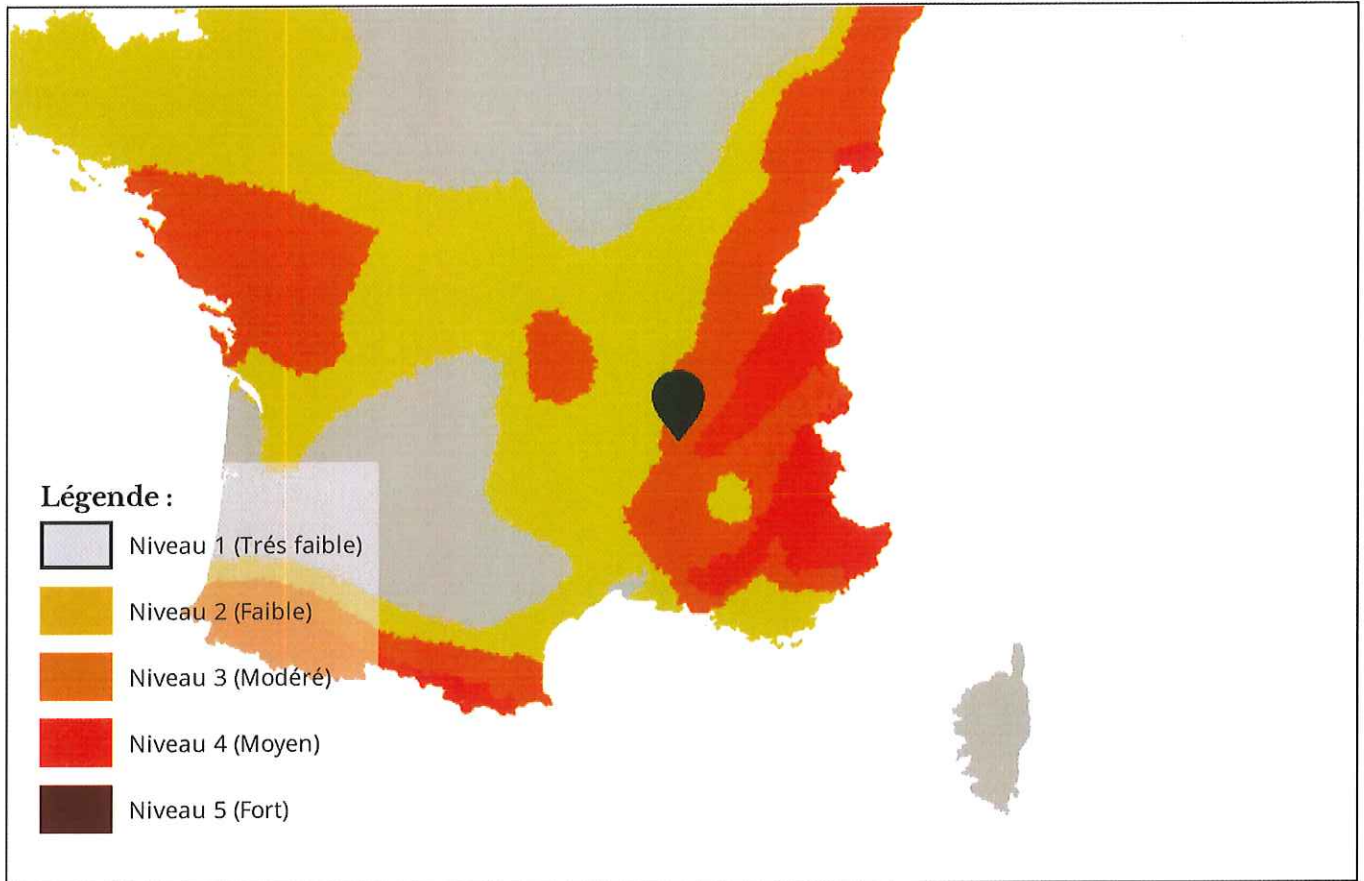 Légende :
Niveau 1 (Trés faible)
Niveau 2 (Faible)
Niveau 3 (Modéré)
Niveau 4 (Moyen)
Niveau 5 (Fort)